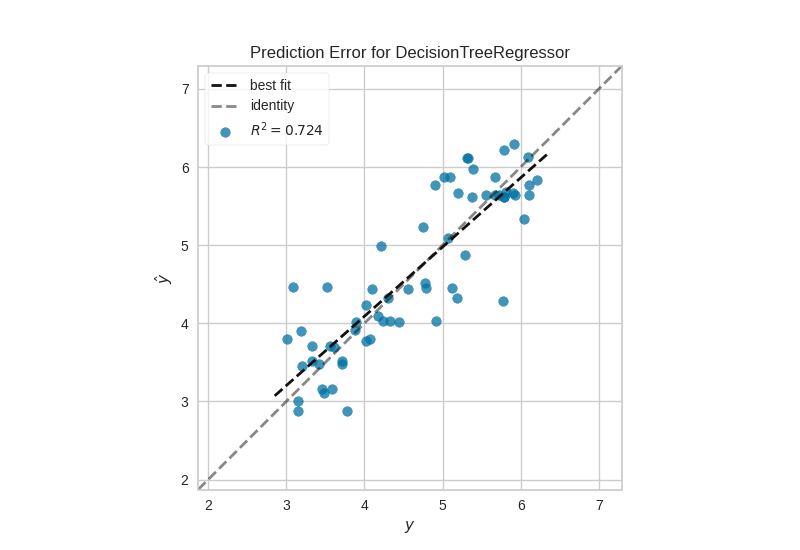 Prediction Error for DecisionTreeRegressor
best fit
identity
R² = 0.724
7
6
5
4
3
2
ŷ
2 3 4 5 6 7
y